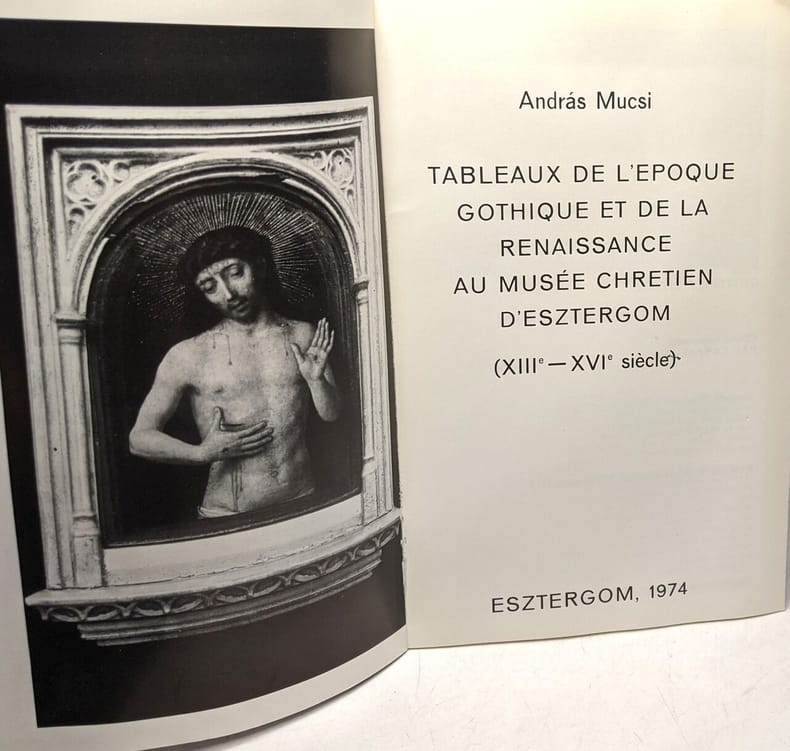 András Mucsi
TABLEAUX DE L'EPOQUE
GOTHIQUE ET DE LA
RENAISSANCE
AU MUSÉE CHRETIEN
D'ESZTERGOM
(XIIIᵉ — XVIᵉ siècle)
ESZTERGOM, 1974